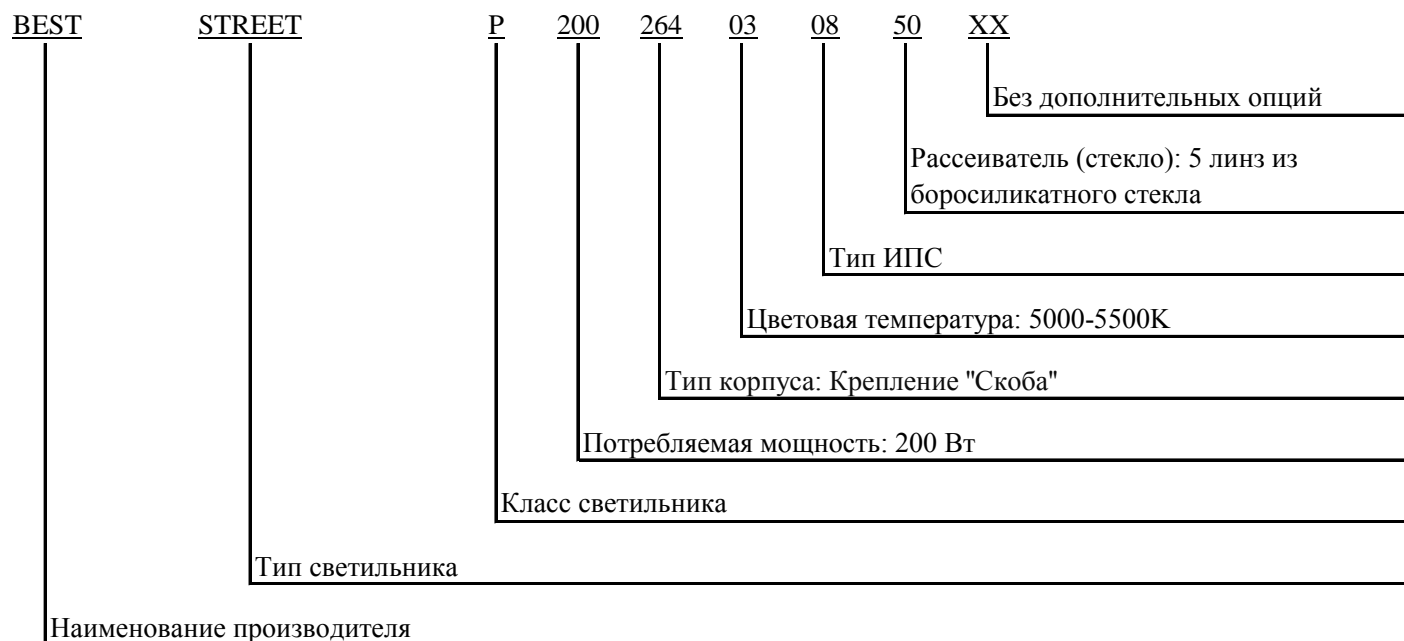 BEST STREET P 200 264 03 08 50 XX
Без дополнительных опций
Рассеиватель (стекло): 5 линз из
боросиликатного стекла
Тип ИПС
Цветовая температура: 5000-5500К
Тип корпуса: Крепление "Скоба"
Потребляемая мощность: 200 Вт
Класс светильника
Тип светильника
Наименование производителя